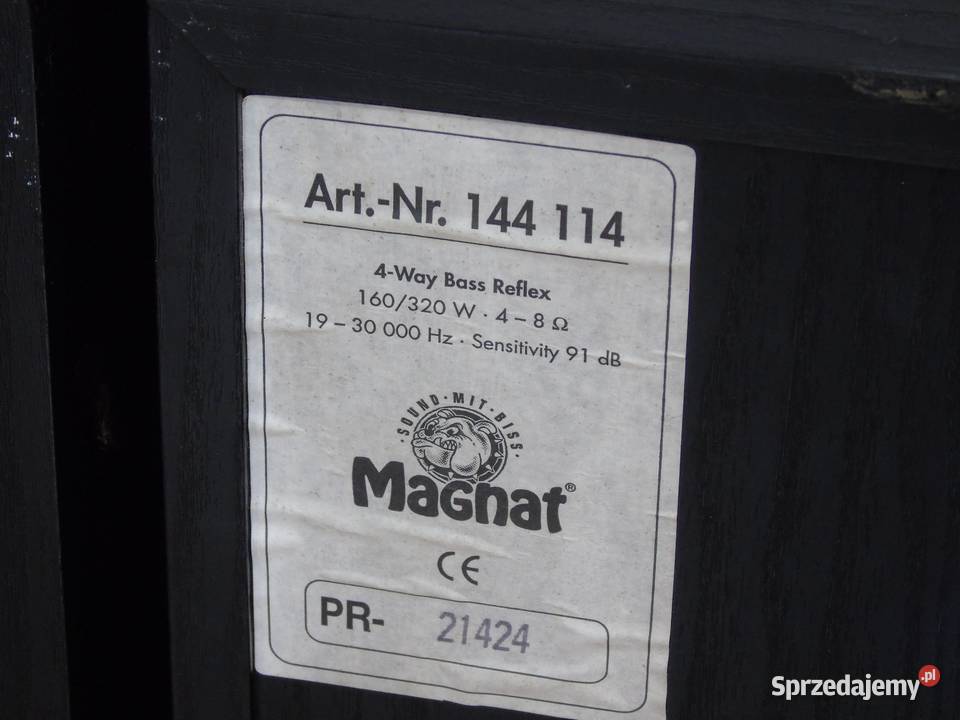 Art.-Nr. 144 114
4-Way Bass Reflex
160/320 W · 4 – 8 Ω
19 – 30 000 Hz · Sensitivity 91 dB
·SOUND·MIT·BISS·
Magnat®
CE
PR- 21424
Sprzedajemy.pl